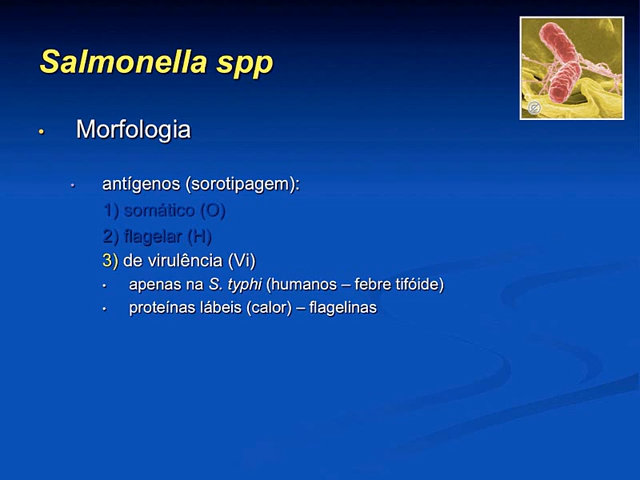 Salmonella spp
• Morfologia
• antígenos (sorotipagem):
1) somático (O)
2) flagelar (H)
3) de virulência (Vi)
• apenas na S. typhi (humanos – febre tifóide)
• proteínas lábeis (calor) – flagelinas